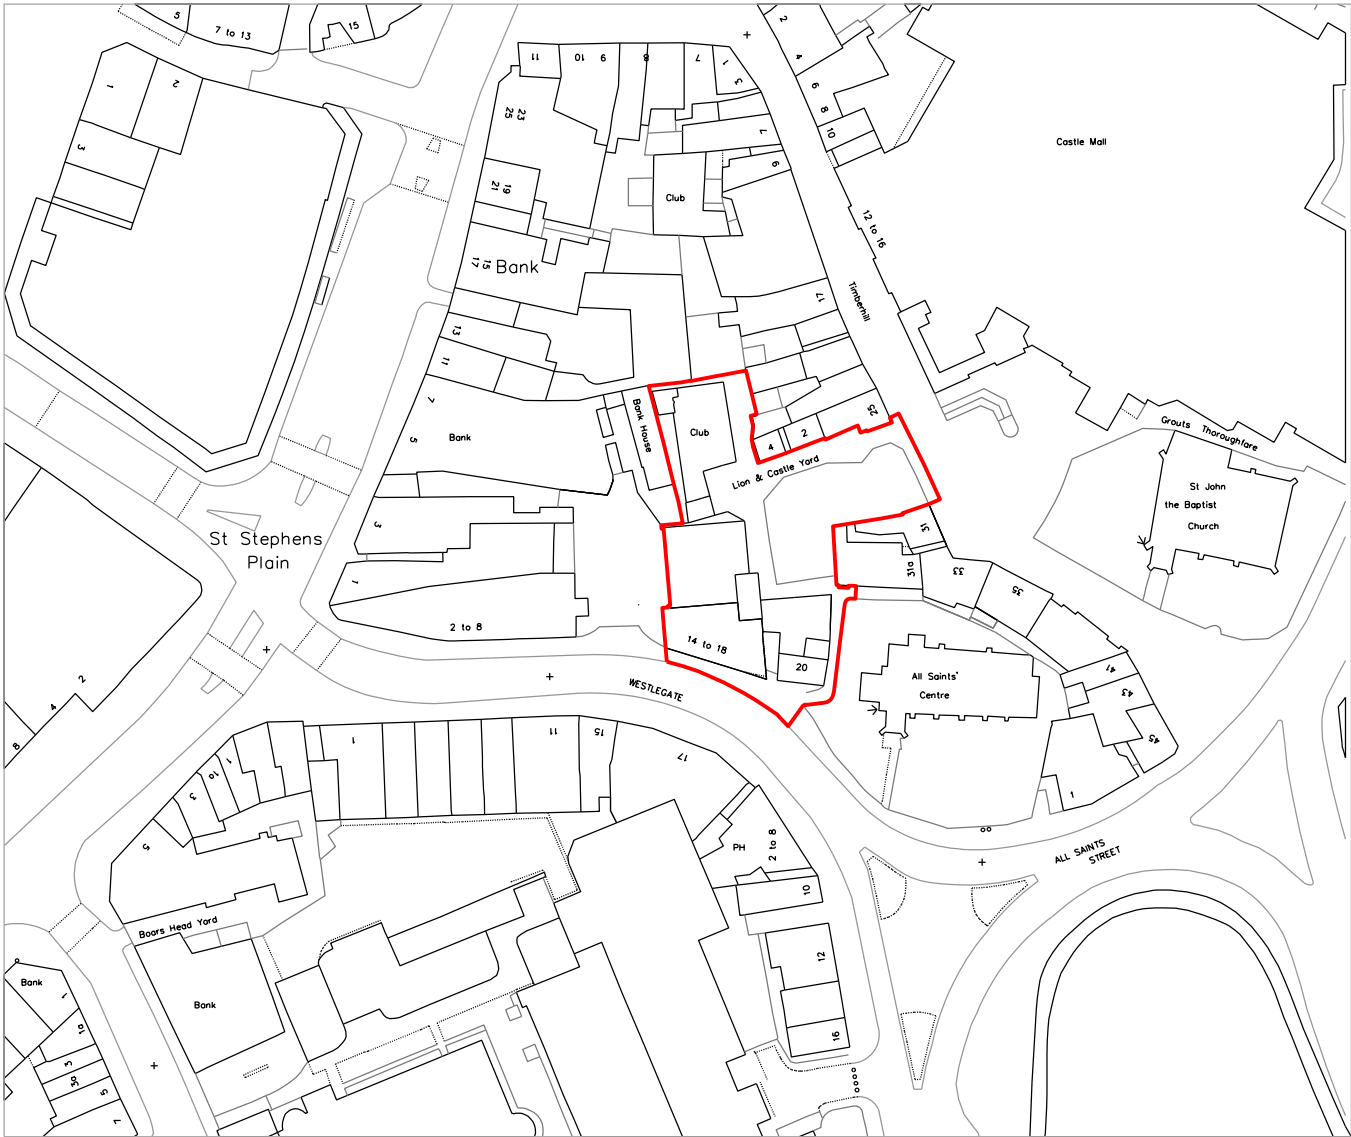 5
7 to 13
15
2
4
6
8
10
1
2
3
11
10
9
8
7
1
3
23
25
7
9
Castle Mall
19
21
Club
12 to 16
15
17
Bank
17
Timberhill
13
11
7
5
Bank
Bank House
Club
25
2
4
Lion & Castle Yard
Grouts Thoroughfare
St John
the Baptist
Church
3
St Stephens
Plain
31
31a
33
35
1
2 to 8
14 to 18
20
All Saints'
Centre
41
43
45
1
WESTLEGATE
2
4
8
1
11
15
17
1
10
3
5
PH
2 to 8
10
ALL SAINTS
STREET
Boars Head Yard
Bank
Bank
12
16
1
1a
3
3a
5
7